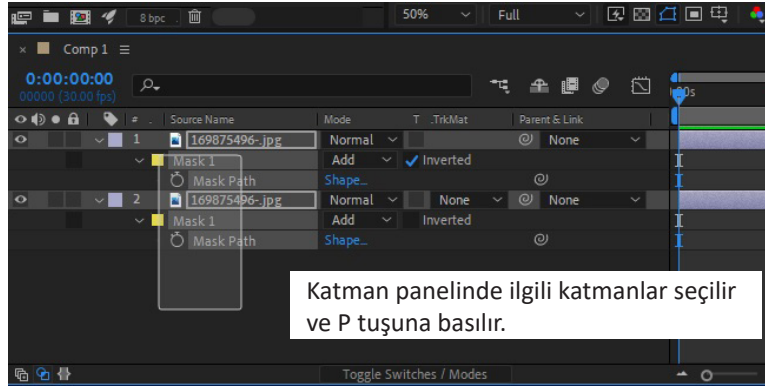 8 bpc
50%
Full
Comp 1
0:00:00:00
00000 (30.00 fps)
# . Source Name Mode T .TrkMat Parent & Link
1 169875496-.jpg Normal None
Mask 1 Add Inverted
Mask Path Shape...
2 169875496-.jpg Normal None None
Mask 1 Add Inverted
Mask Path Shape...
Katman panelinde ilgili katmanlar seçilir
ve P tuşuna basılır.
Toggle Switches / Modes